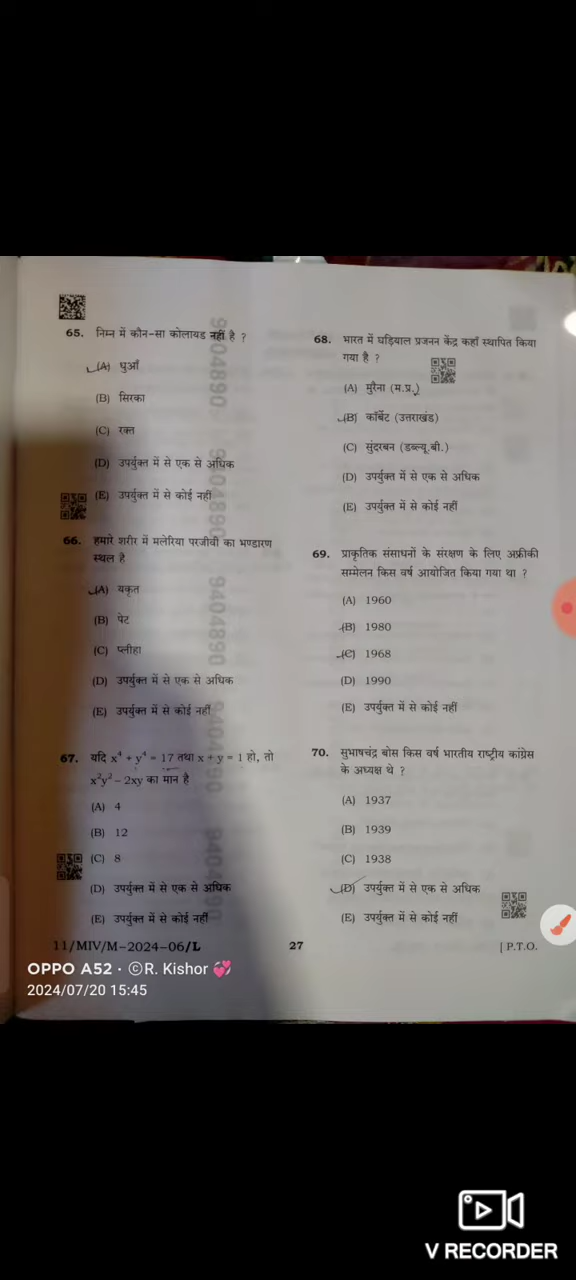 65. निम्न में कौन-सा कोलायड नहीं है ?
(A) धुआँ
(B) सिरका
(C) रक्त
(D) उपर्युक्त में से एक से अधिक
(E) उपर्युक्त में से कोई नहीं
66. हमारे शरीर में मलेरिया परजीवी का भण्डारण
स्थल है
(A) यकृत
(B) पेट
(C) प्लीहा
(D) उपर्युक्त में से एक से अधिक
(E) उपर्युक्त में से कोई नहीं
67. यदि x⁴ + y⁴ = 17 तथा x + y = 1 हो, तो
x²y² − 2xy का मान है
(A) 4
(B) 12
(C) 8
(D) उपर्युक्त में से एक से अधिक
(E) उपर्युक्त में से कोई नहीं
68. भारत में घड़ियाल प्रजनन केंद्र कहाँ स्थापित किया
गया है ?
(A) मुरैना (म.प्र.)
(B) कॉर्बेट (उत्तराखंड)
(C) सुंदरबन (डब्ल्यू.बी.)
(D) उपर्युक्त में से एक से अधिक
(E) उपर्युक्त में से कोई नहीं
69. प्राकृतिक संसाधनों के संरक्षण के लिए अफ्रीकी
सम्मेलन किस वर्ष आयोजित किया गया था ?
(A) 1960
(B) 1980
(C) 1968
(D) 1990
(E) उपर्युक्त में से कोई नहीं
70. सुभाषचंद्र बोस किस वर्ष भारतीय राष्ट्रीय कांग्रेस
के अध्यक्ष थे ?
(A) 1937
(B) 1939
(C) 1938
(D) उपर्युक्त में से एक से अधिक
(E) उपर्युक्त में से कोई नहीं
9404890
9404890
9404890
9404890
9404890
11/MIV/M-2024-06/L
27
[ P.T.O.
OPPO A52 · ©R. Kishor 💞
2024/07/20 15:45
V RECORDER